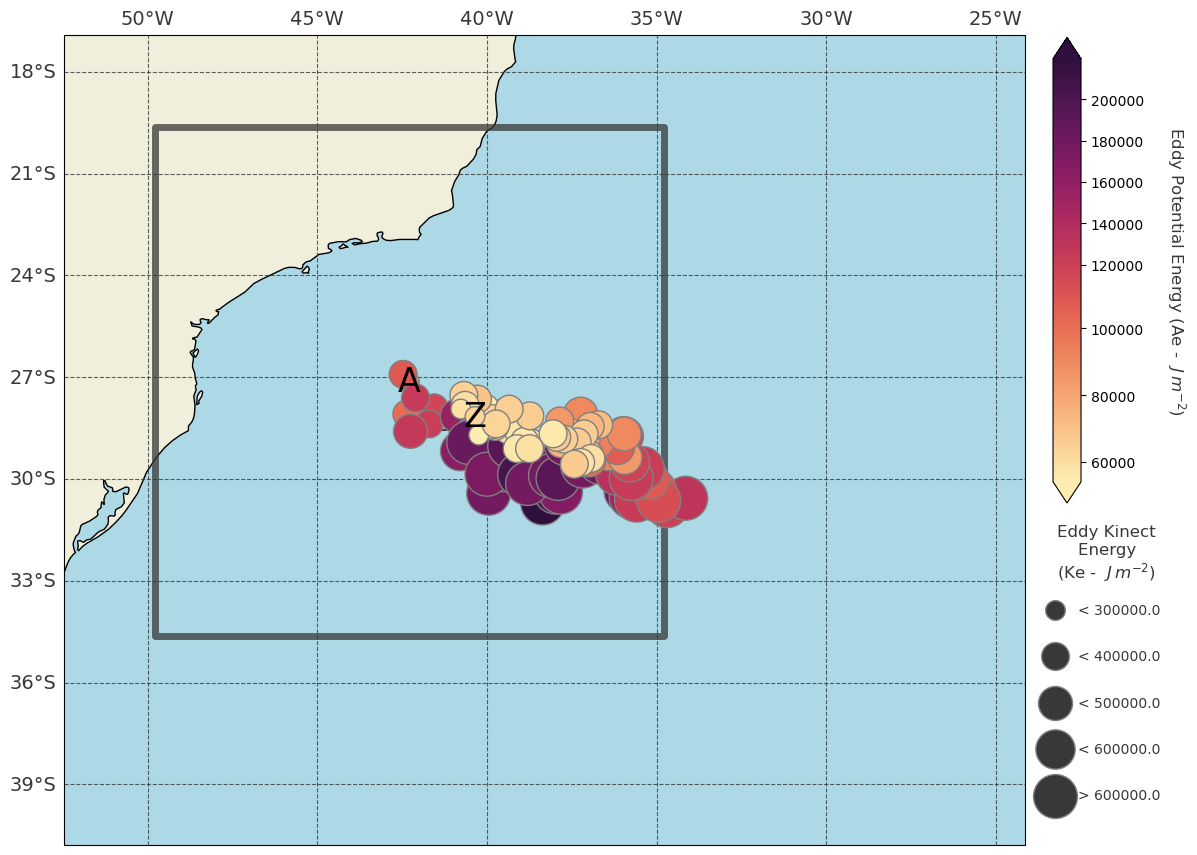 50°W 45°W 40°W 35°W 30°W 25°W
18°S
21°S
24°S
27°S
30°S
33°S
36°S
39°S
A
Z
200000
180000
160000
140000
120000
100000
80000
60000
Eddy Potential Energy (Ae - J m⁻²)
Eddy Kinect
Energy
(Ke - J m⁻²)
< 300000.0
< 400000.0
< 500000.0
< 600000.0
> 600000.0